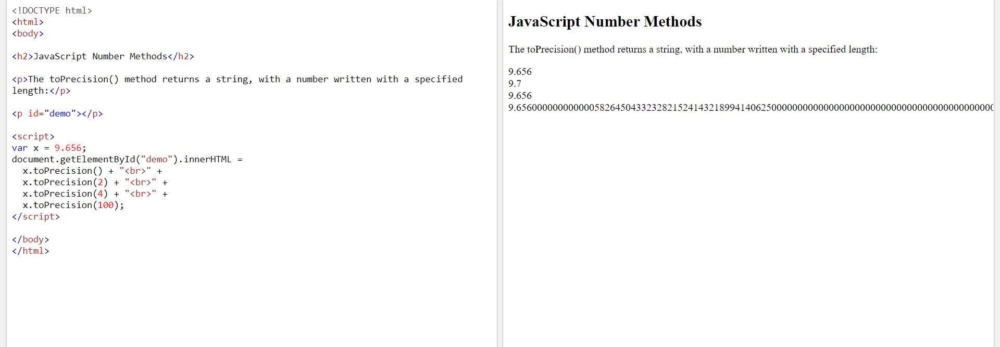 <!DOCTYPE html>
<html>
<body>
<h2>JavaScript Number Methods</h2>
<p>The toPrecision() method returns a string, with a number written with a specified
length:</p>
<p id="demo"></p>
<script>
var x = 9.656;
document.getElementById("demo").innerHTML =
x.toPrecision() + "<br>" +
x.toPrecision(2) + "<br>" +
x.toPrecision(4) + "<br>" +
x.toPrecision(100);
</script>
</body>
</html>
JavaScript Number Methods
The toPrecision() method returns a string, with a number written with a specified length:
9.656
9.7
9.656
9.65600000000000058264504332328215241432189941406250000000000000000000000000000000000000000000